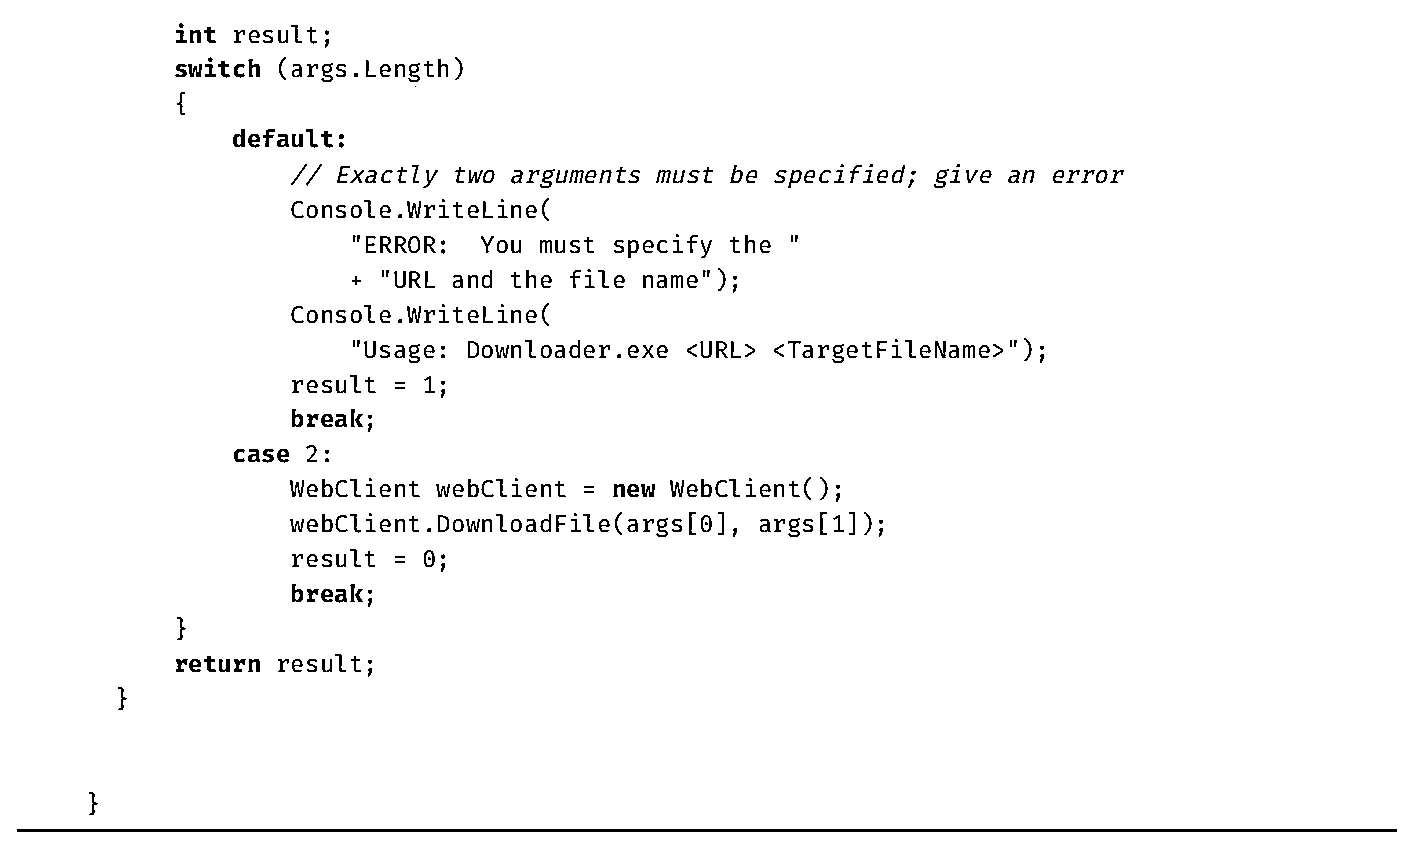 int result;
switch (args.Length)
{
default:
// Exactly two arguments must be specified; give an error
Console.WriteLine(
"ERROR:  You must specify the "
+ "URL and the file name");
Console.WriteLine(
"Usage: Downloader.exe <URL> <TargetFileName>");
result = 1;
break;
case 2:
WebClient webClient = new WebClient();
webClient.DownloadFile(args[0], args[1]);
result = 0;
break;
}
return result;
}
}